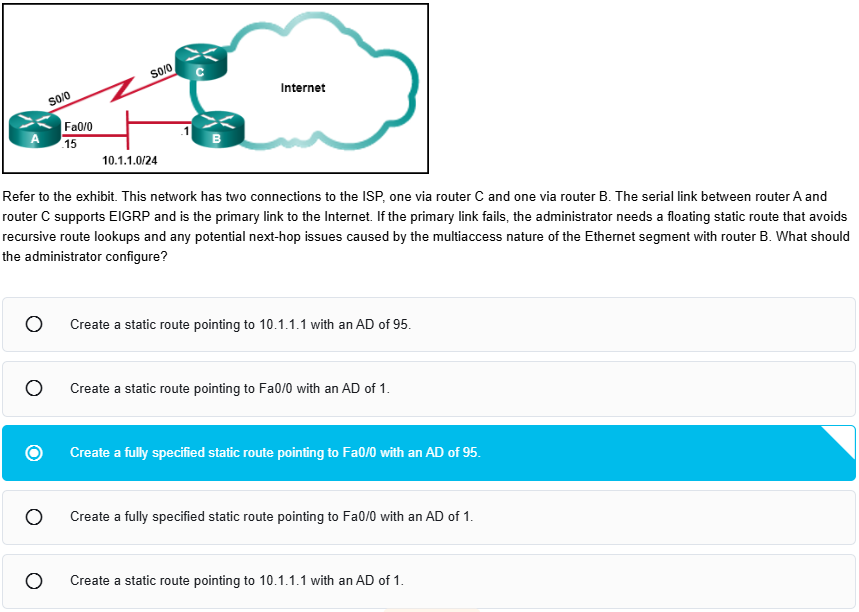 S0/0
C
Internet
S0/0
Fa0/0
A
.15
.1
B
10.1.1.0/24
Refer to the exhibit. This network has two connections to the ISP, one via router C and one via router B. The serial link between router A and
router C supports EIGRP and is the primary link to the Internet. If the primary link fails, the administrator needs a floating static route that avoids
recursive route lookups and any potential next-hop issues caused by the multiaccess nature of the Ethernet segment with router B. What should
the administrator configure?
Create a static route pointing to 10.1.1.1 with an AD of 95.
Create a static route pointing to Fa0/0 with an AD of 1.
Create a fully specified static route pointing to Fa0/0 with an AD of 95.
Create a fully specified static route pointing to Fa0/0 with an AD of 1.
Create a static route pointing to 10.1.1.1 with an AD of 1.